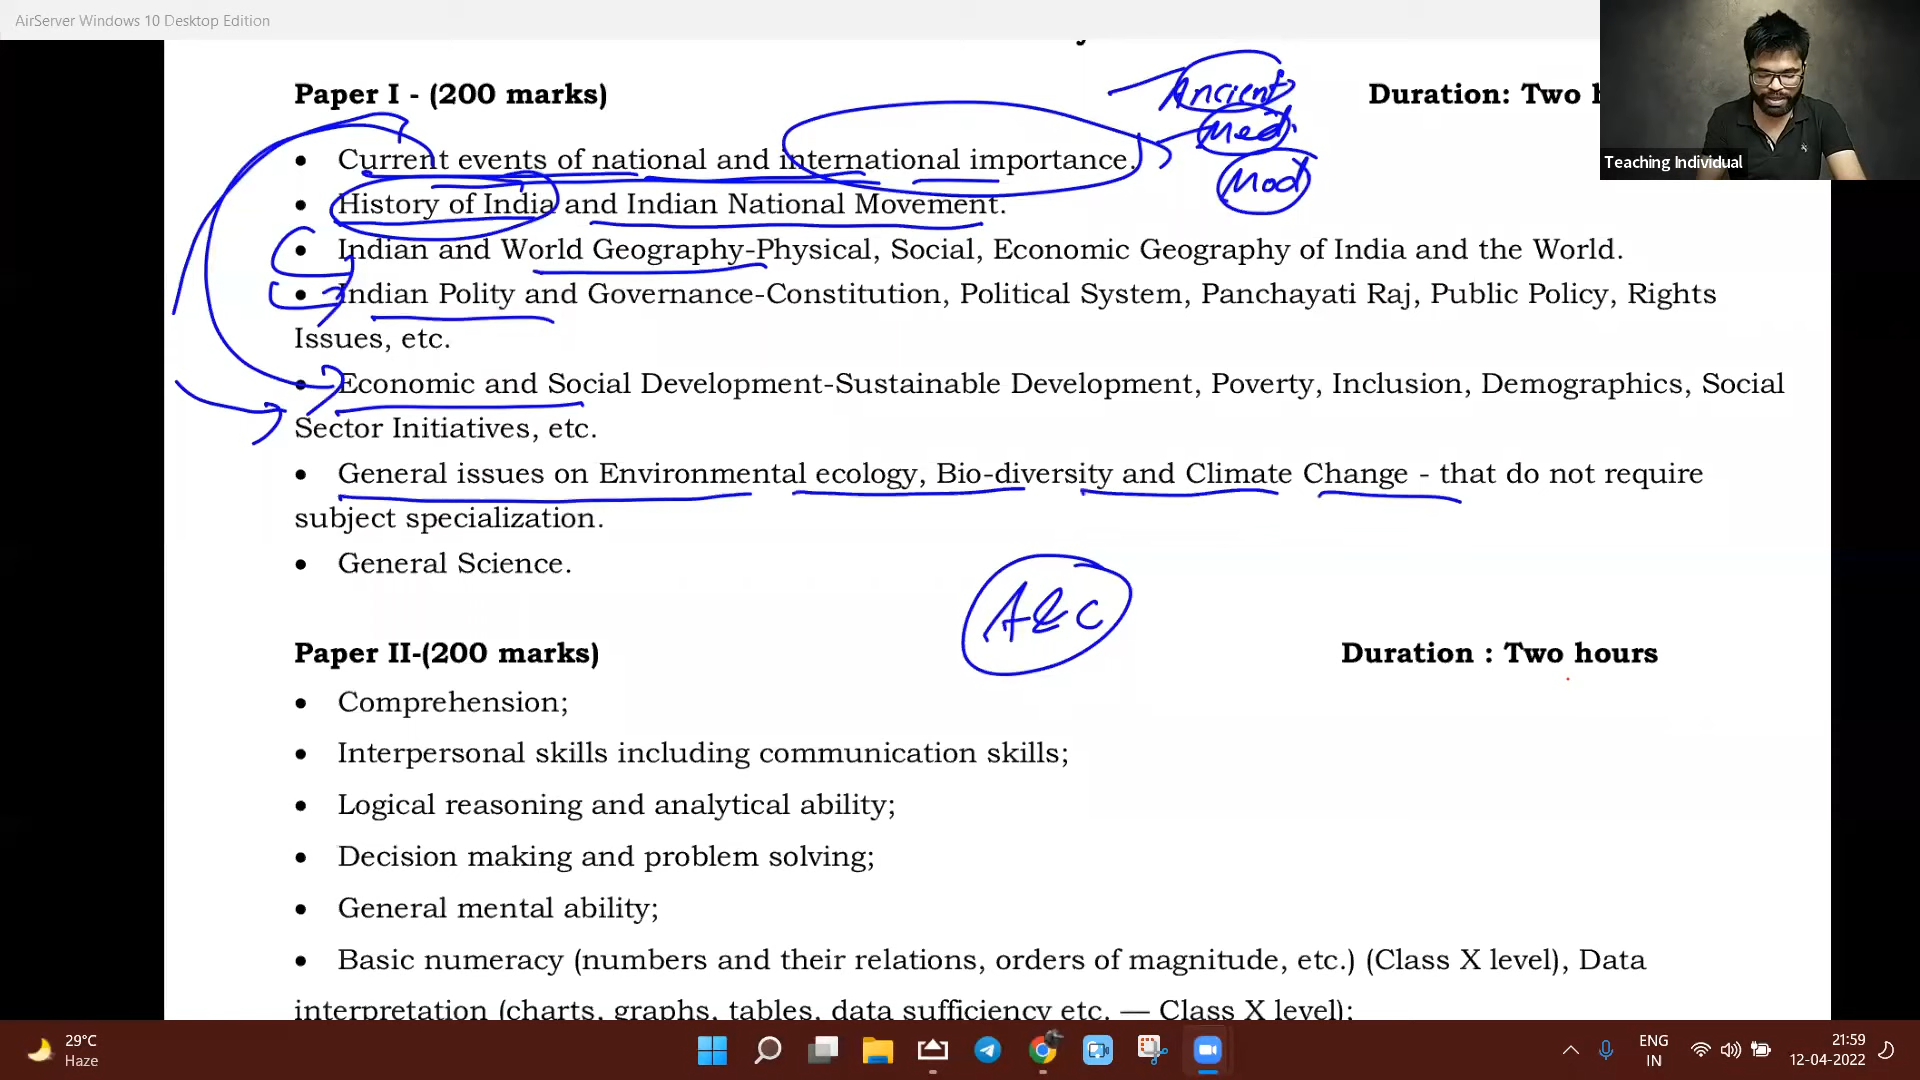 AirServer Windows 10 Desktop Edition
Paper I - (200 marks)
Duration: Two h
Ancient
Med.
Mod
Teaching Individual
• Current events of national and international importance.
• History of India and Indian National Movement.
• Indian and World Geography-Physical, Social, Economic Geography of India and the World.
• Indian Polity and Governance-Constitution, Political System, Panchayati Raj, Public Policy, Rights
Issues, etc.
• Economic and Social Development-Sustainable Development, Poverty, Inclusion, Demographics, Social
Sector Initiatives, etc.
• General issues on Environmental ecology, Bio-diversity and Climate Change - that do not require
subject specialization.
• General Science.
A&C
Paper II-(200 marks)
Duration : Two hours
• Comprehension;
• Interpersonal skills including communication skills;
• Logical reasoning and analytical ability;
• Decision making and problem solving;
• General mental ability;
• Basic numeracy (numbers and their relations, orders of magnitude, etc.) (Class X level), Data
interpretation (charts, graphs, tables, data sufficiency etc. — Class X level);
29°C
Haze
ENG
IN
21:59
12-04-2022